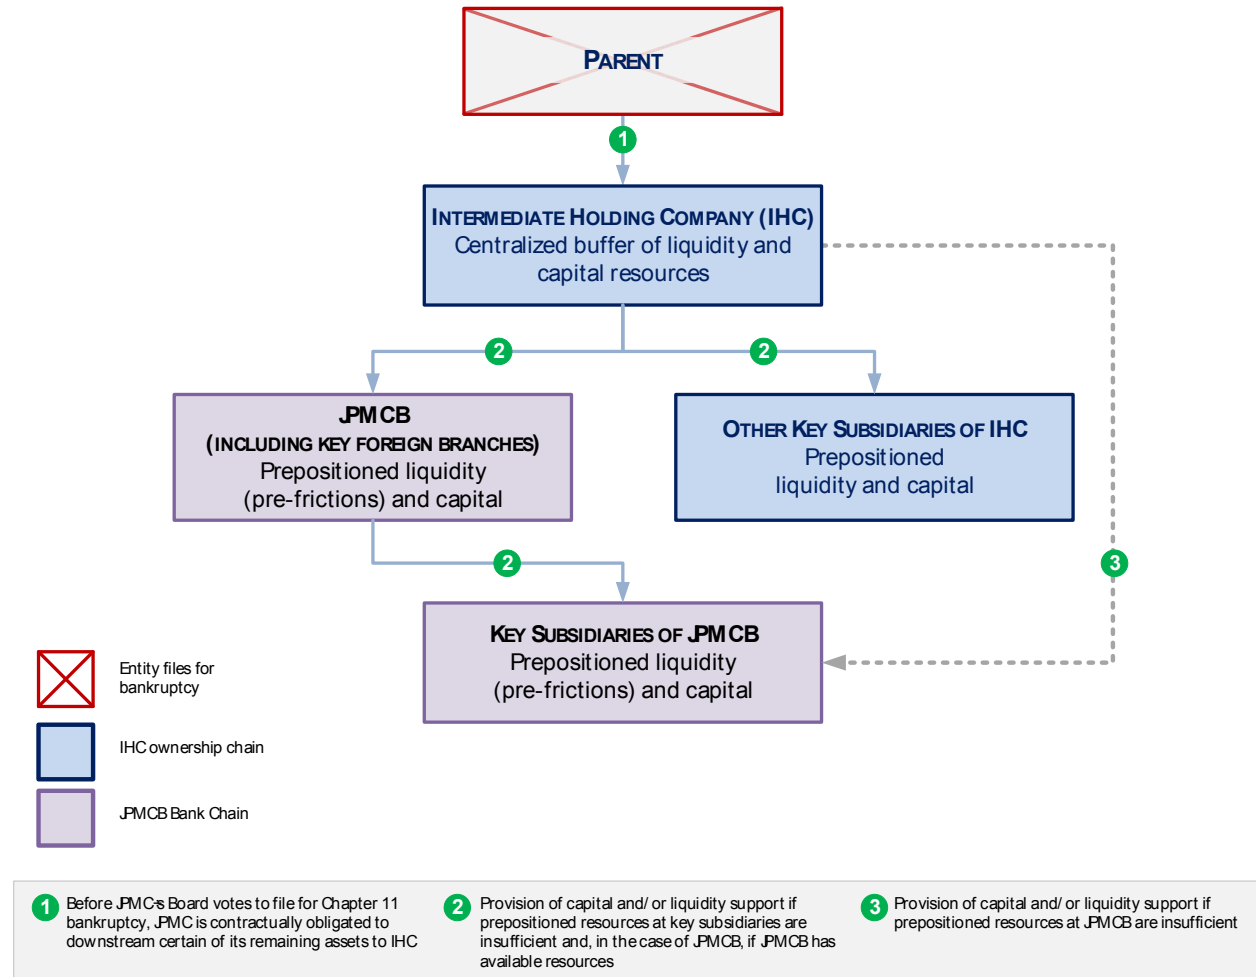 PARENT
1
INTERMEDIATE HOLDING COMPANY (IHC)
Centralized buffer of liquidity and
capital resources
2
2
JPMCB
(INCLUDING KEY FOREIGN BRANCHES)
Prepositioned liquidity
(pre-frictions) and capital
OTHER KEY SUBSIDIARIES OF IHC
Prepositioned
liquidity and capital
2
3
KEY SUBSIDIARIES OF JPMCB
Prepositioned liquidity
(pre-frictions) and capital
Entity files for
bankruptcy
IHC ownership chain
JPMCB Bank Chain
1
Before JPMC's Board votes to file for Chapter 11
bankruptcy, JPMC is contractually obligated to
downstream certain of its remaining assets to IHC
2
Provision of capital and/ or liquidity support if
prepositioned resources at key subsidiaries are
insufficient and, in the case of JPMCB, if JPMCB has
available resources
3
Provision of capital and/ or liquidity support if
prepositioned resources at JPMCB are insufficient